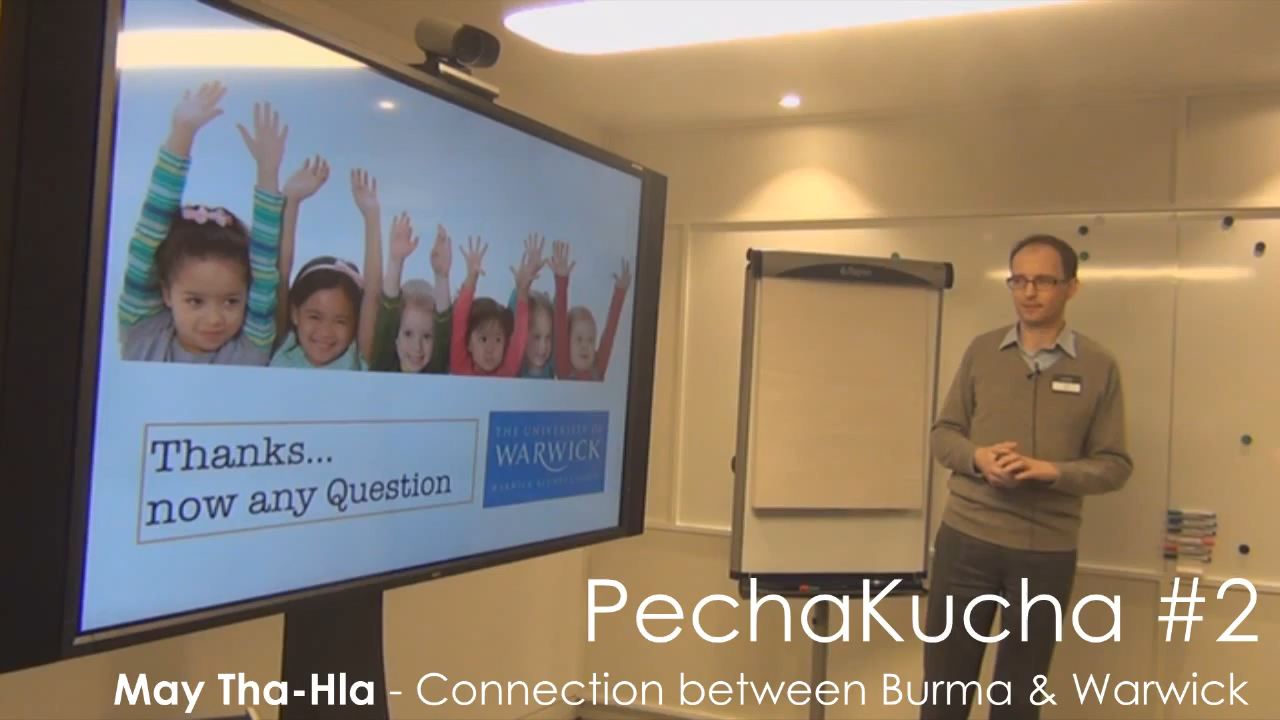 Thanks...
now any Question
THE UNIVERSITY OF
WARWICK
PechaKucha #2
May Tha-Hla - Connection between Burma & Warwick